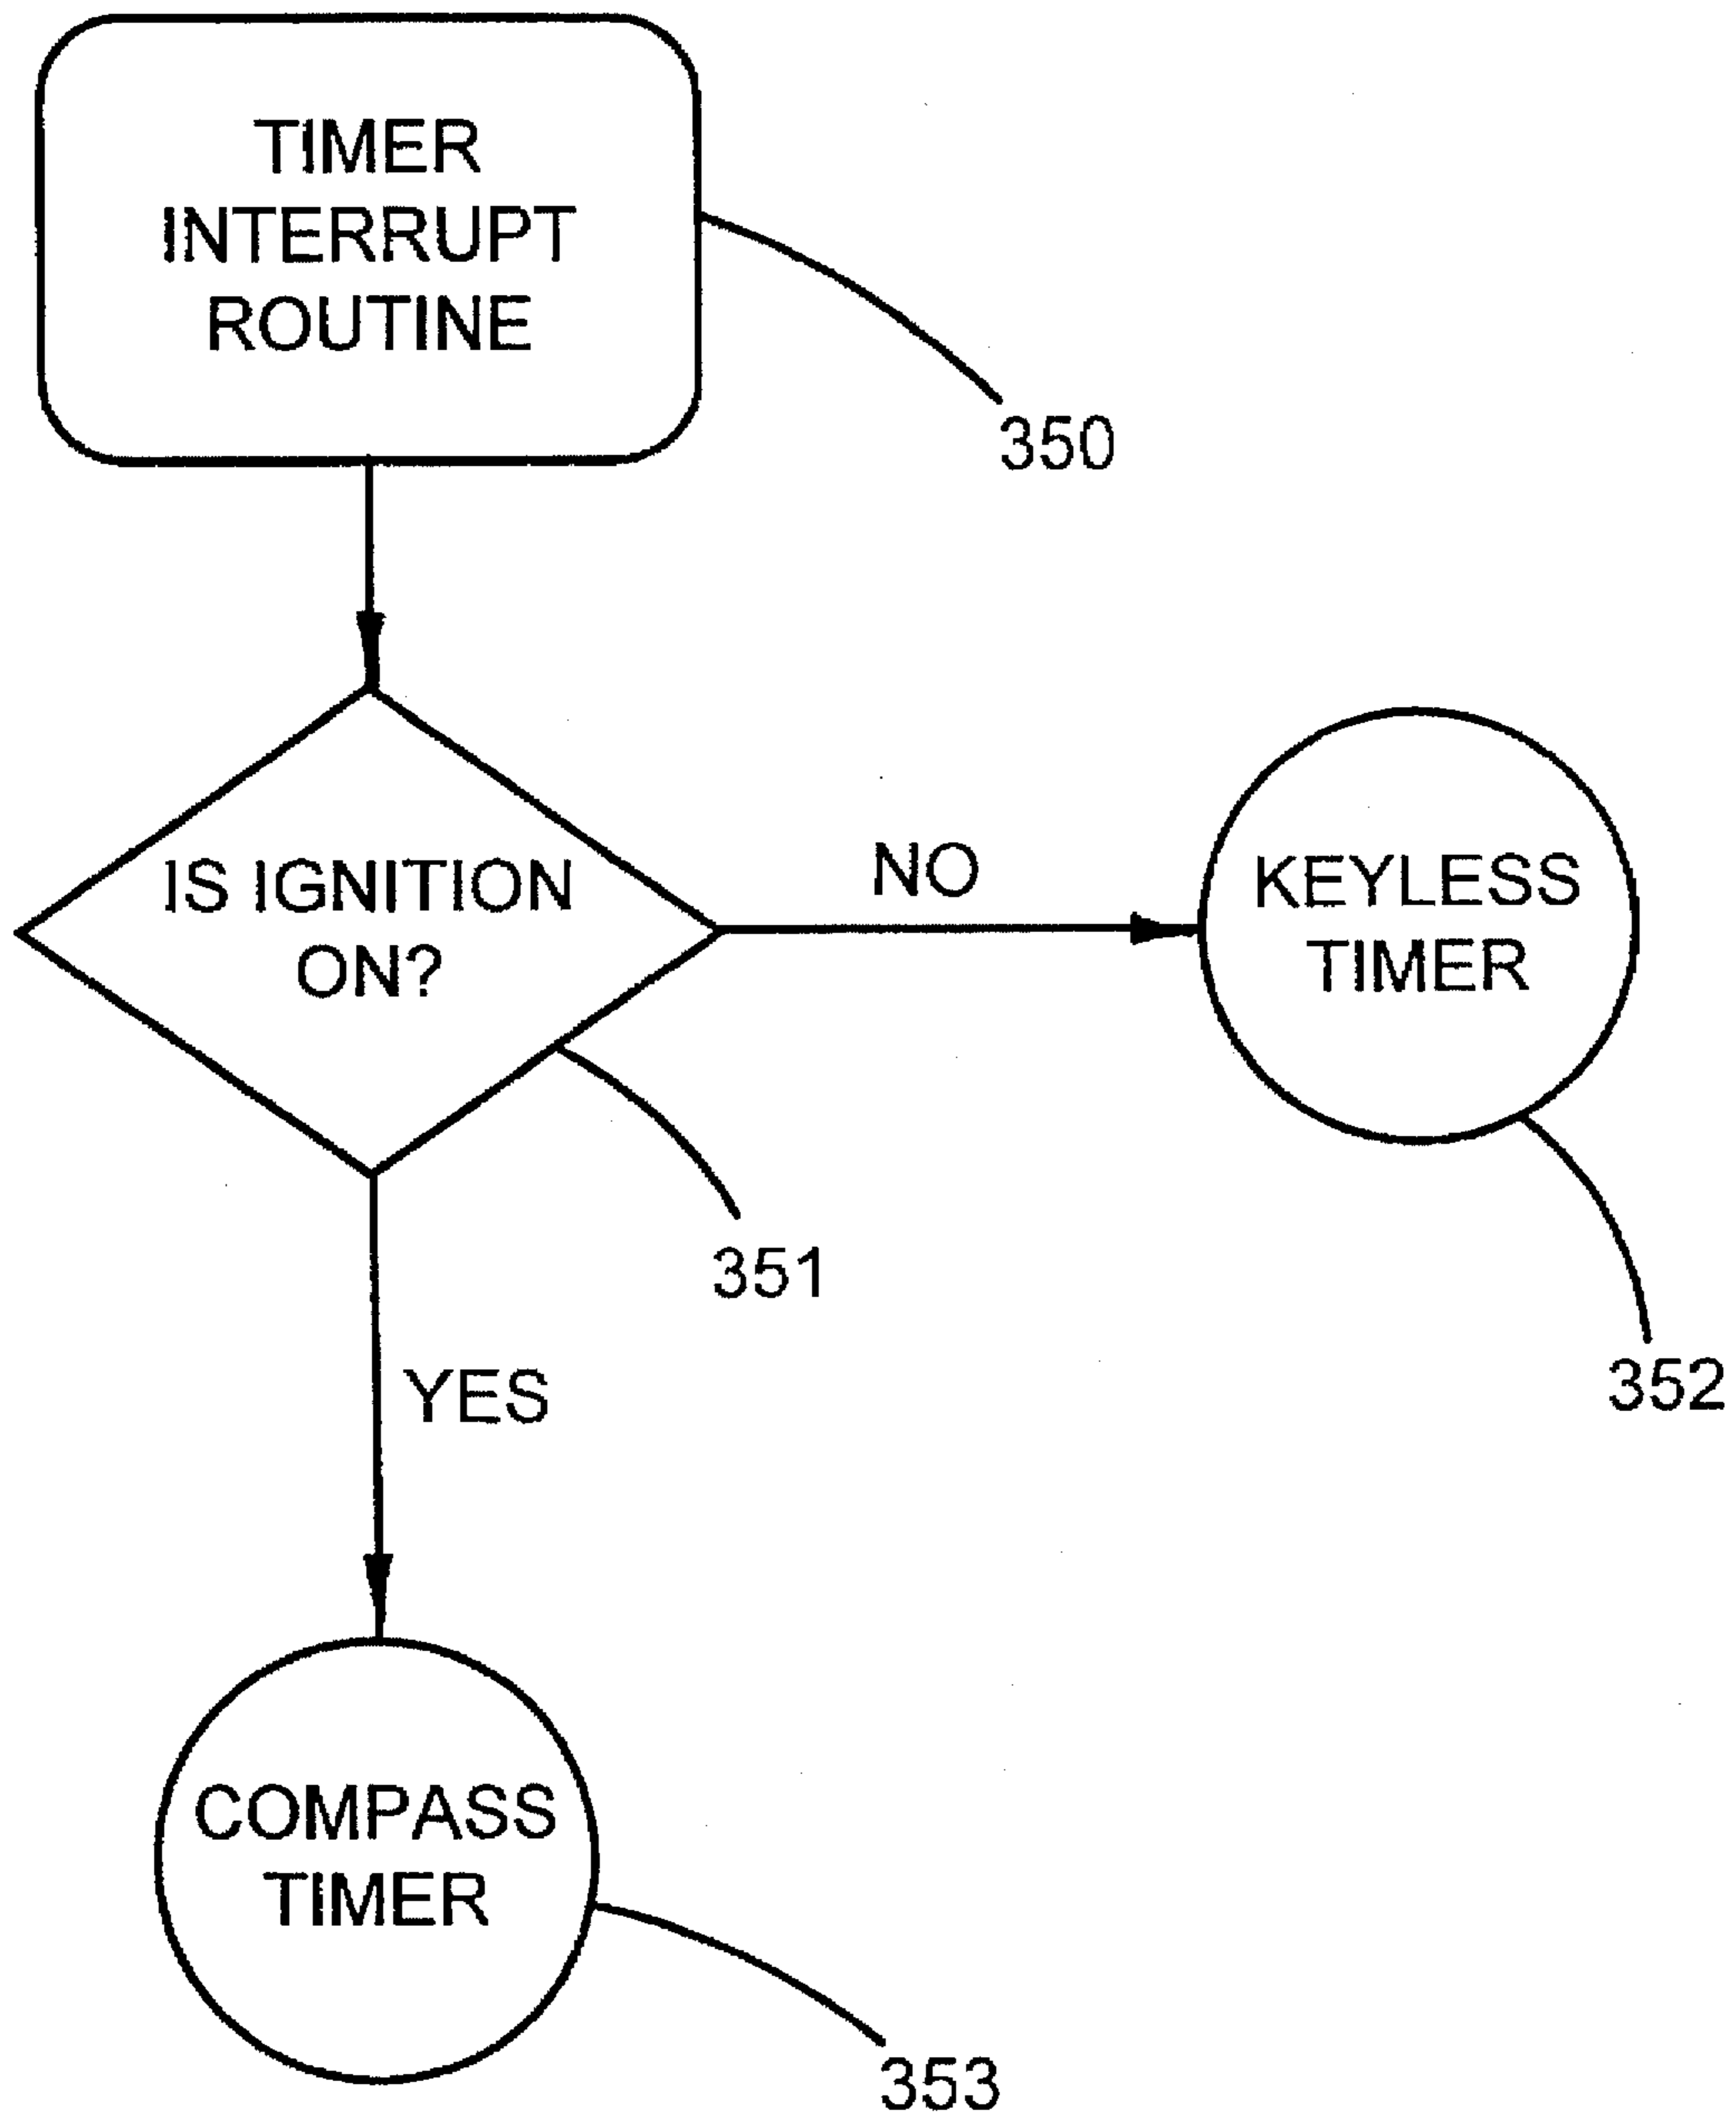 TIMER
INTERRUPT
ROUTINE
350
IS IGNITION
ON?
NO
KEYLESS
TIMER
351
352
YES
COMPASS
TIMER
353